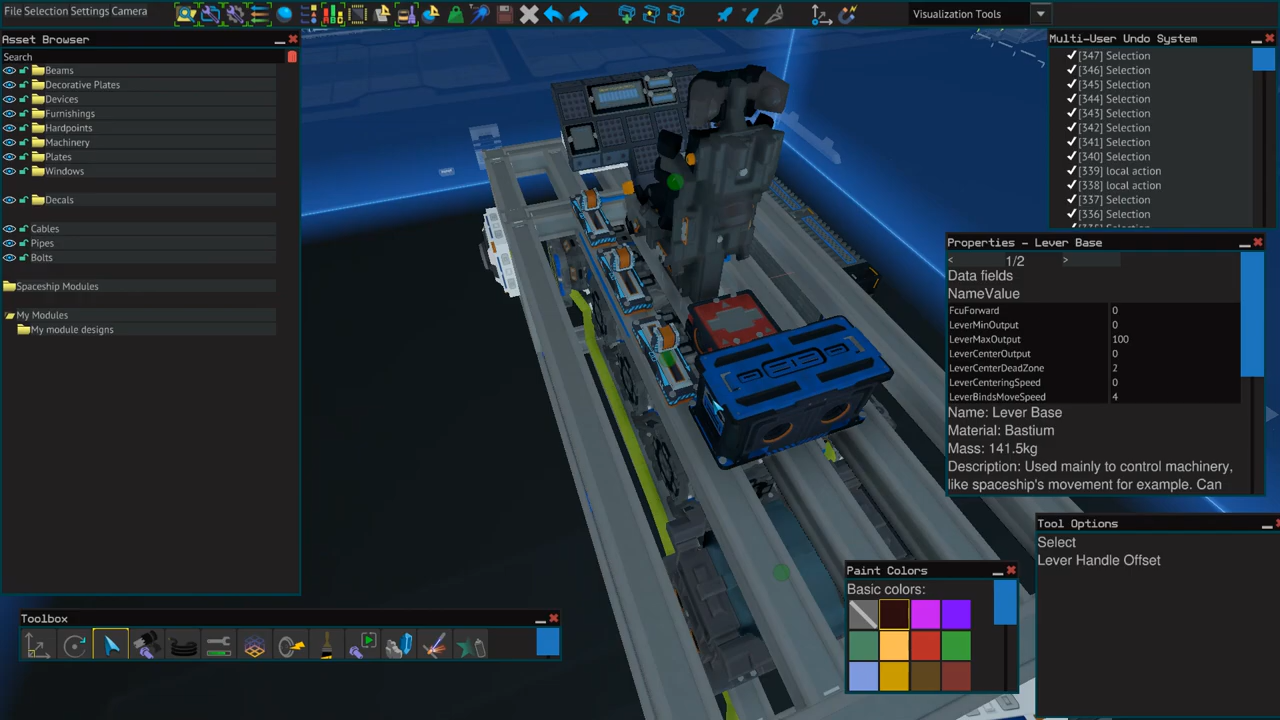 File Selection Settings Camera
Visualization Tools
Asset Browser
Search
Beams
Decorative Plates
Devices
Furnishings
Hardpoints
Machinery
Plates
Windows
Decals
Cables
Pipes
Bolts
Spaceship Modules
My Modules
My module designs
Multi-User Undo System
[347] Selection
[346] Selection
[345] Selection
[344] Selection
[343] Selection
[342] Selection
[341] Selection
[340] Selection
[339] local action
[338] local action
[337] Selection
[336] Selection
Properties - Lever Base
< 1/2 >
Data fields
NameValue
FcuForward 0
LeverMinOutput 0
LeverMaxOutput 100
LeverCenterOutput 0
LeverCenterDeadZone 2
LeverCenteringSpeed 0
LeverBindsMoveSpeed 4
Name: Lever Base
Material: Bastium
Mass: 141.5kg
Description: Used mainly to control machinery,
like spaceship's movement for example. Can
Tool Options
Select
Lever Handle Offset
Paint Colors
Basic colors:
Toolbox